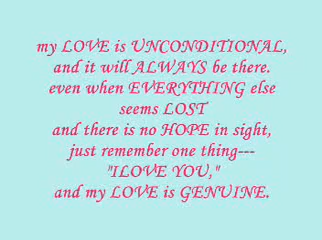 my LOVE is UNCONDITIONAL,
and it will ALWAYS be there.
even when EVERYTHING else
seems LOST
and there is no HOPE in sight,
just remember one thing---
"ILOVE YOU,"
and my LOVE is GENUINE.